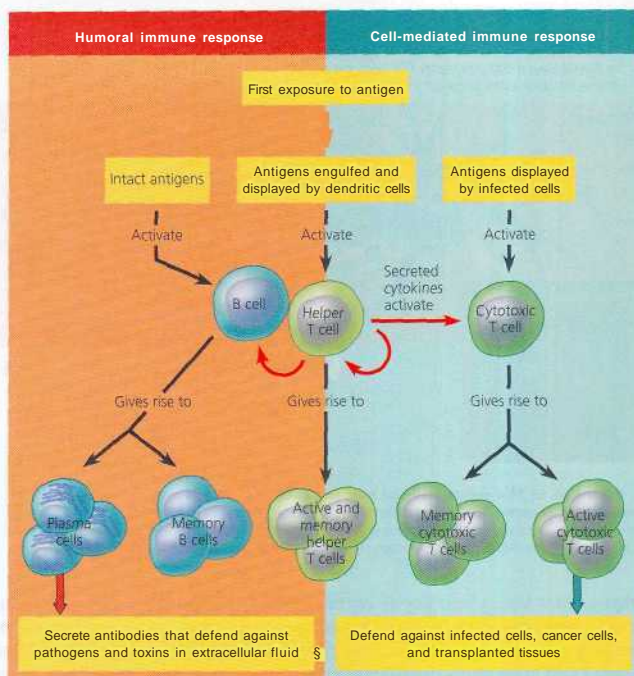 Humoral immune response
Cell-mediated immune response
First exposure to antigen
Intact antigens
Antigens engulfed and
displayed by dendritic cells
Antigens displayed
by infected cells
Activate
Activate
Activate
Secreted
cytokines
activate
B cell
Helper
T cell
Cytotoxic
T cell
Gives rise to
Gives rise to
Gives rise to
Plasma
cells
Memory
B cells
Active and
memory
helper
T cells
Memory
cytotoxic
T cells
Active
cytotoxic
T cells
Secrete antibodies that defend against
pathogens and toxins in extracellular fluid §
Defend against infected cells, cancer cells,
and transplanted tissues